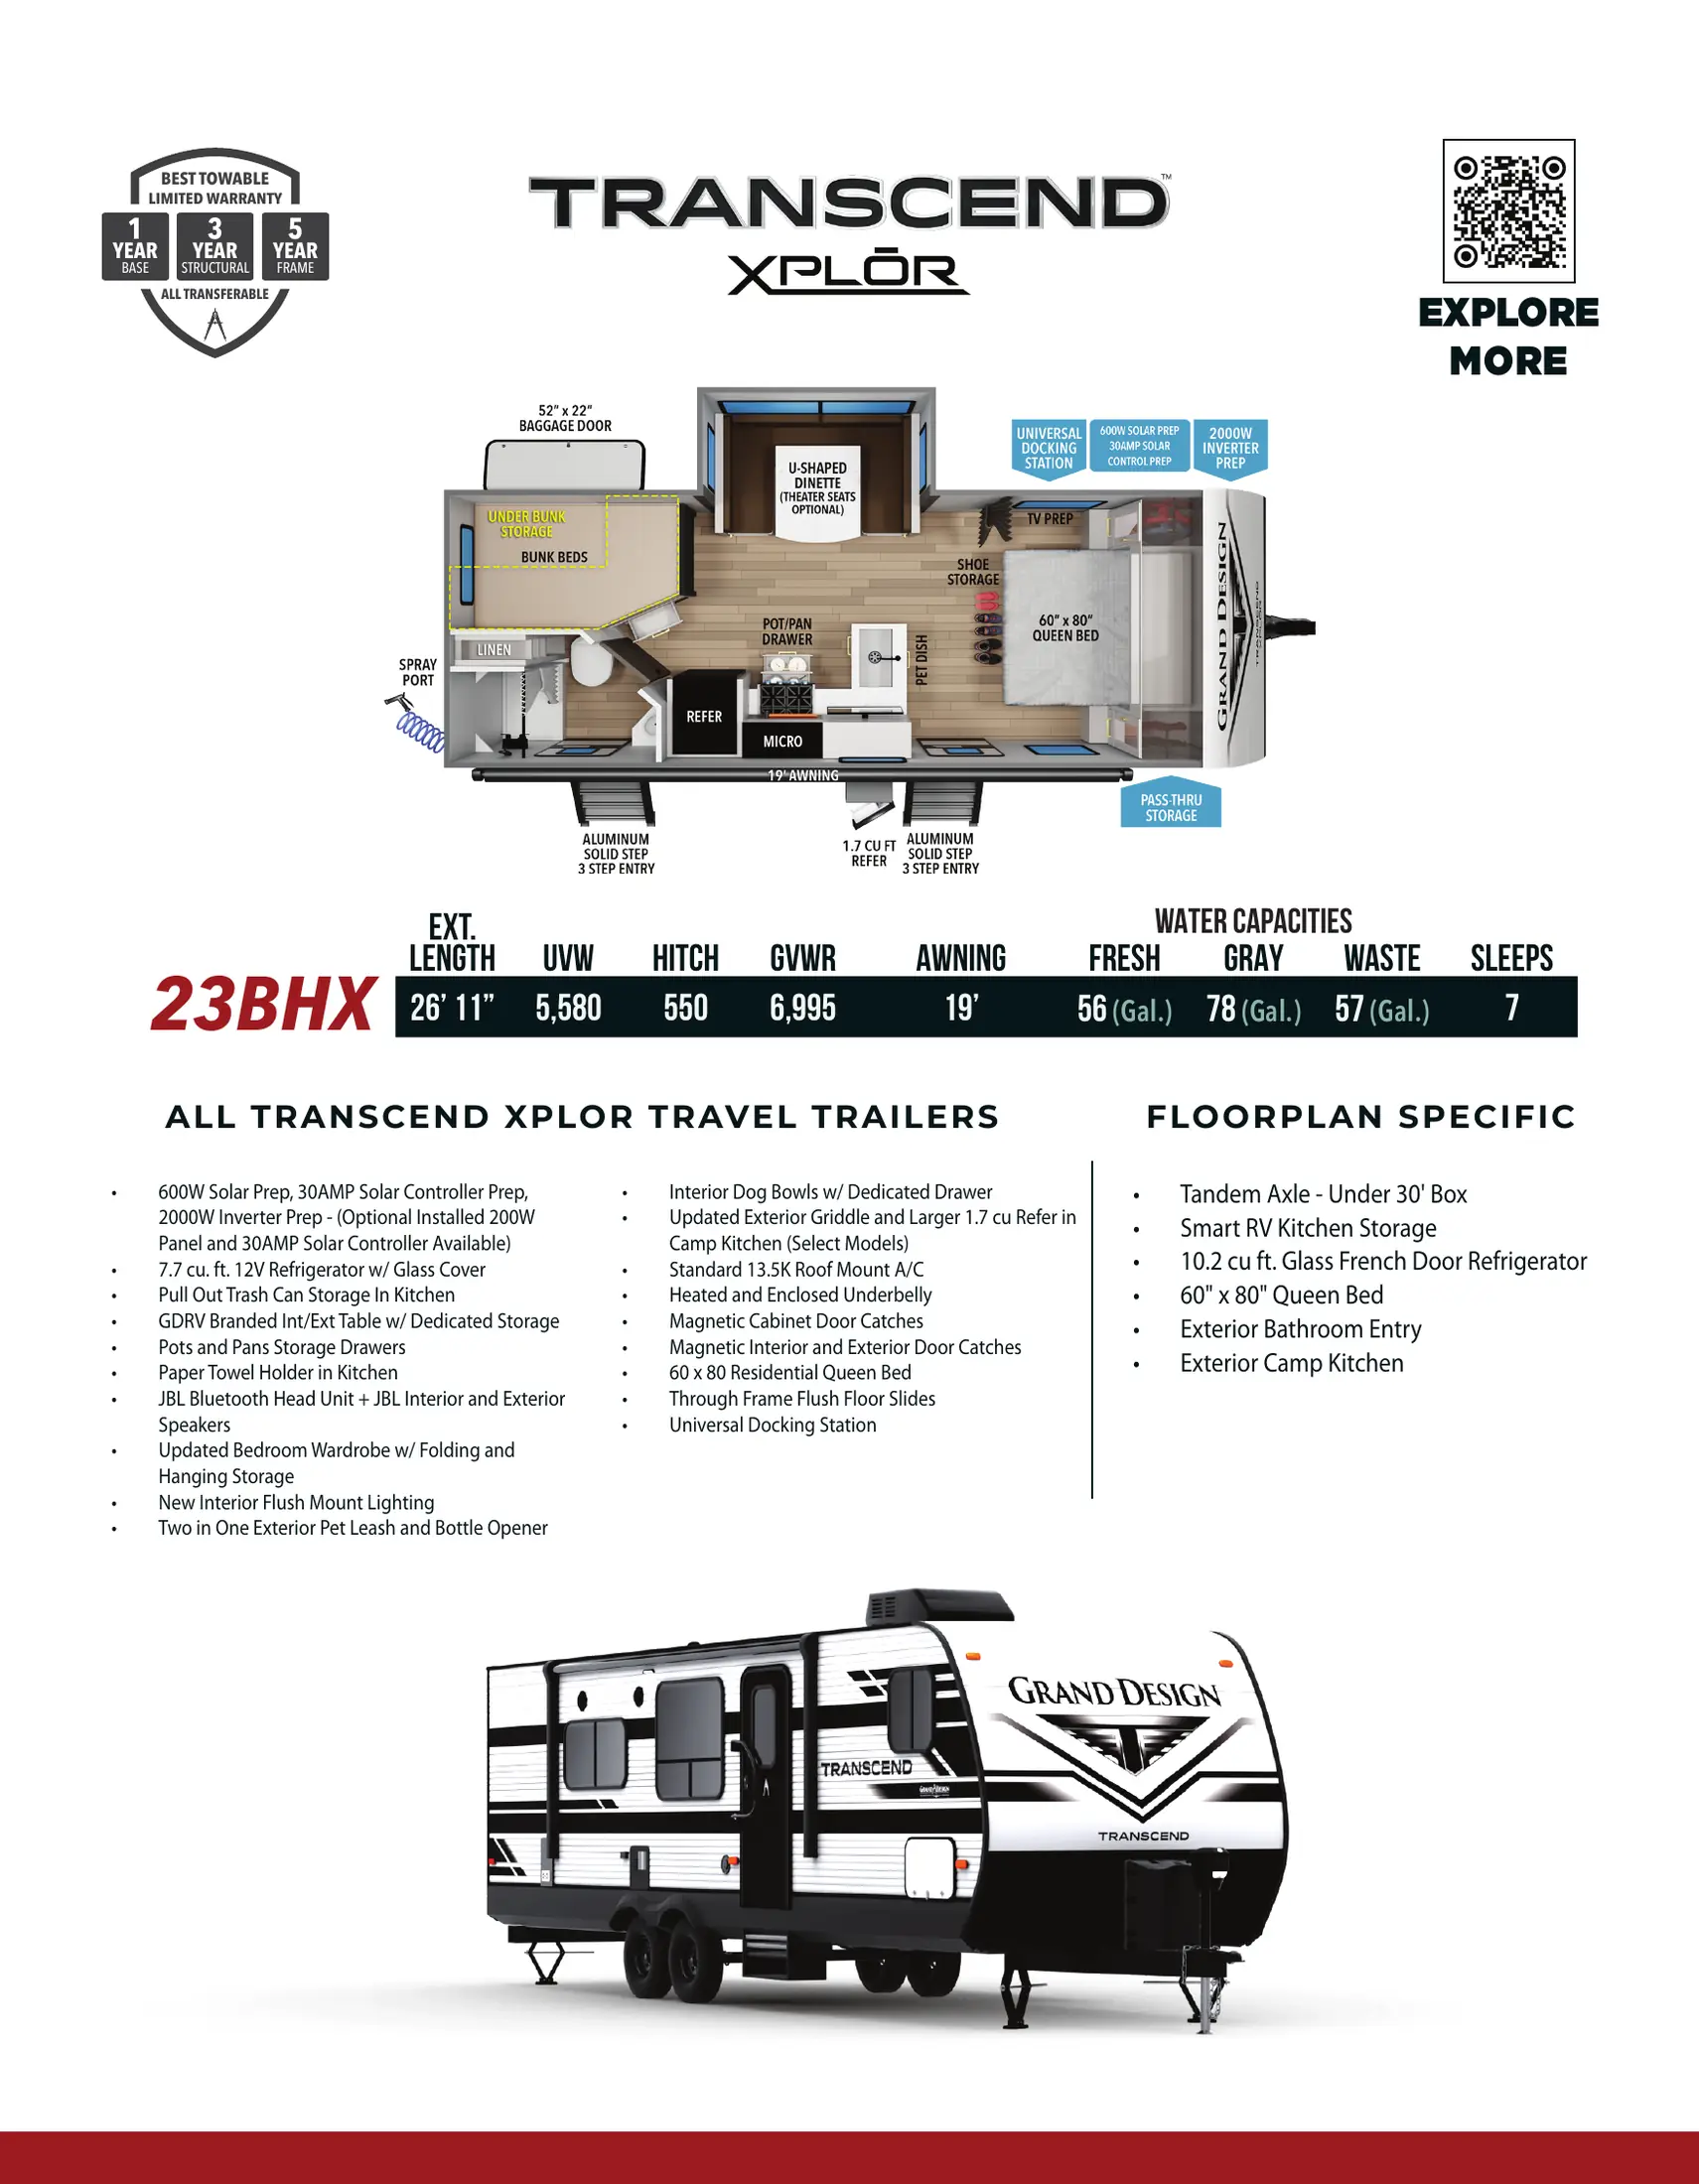 BEST TOWABLE
LIMITED WARRANTY
1 YEAR BASE
3 YEAR STRUCTURAL
5 YEAR FRAME
ALL TRANSFERABLE
TRANSCEND™
XPLŌR
EXPLORE
MORE
52” x 22”
BAGGAGE DOOR
U-SHAPED
DINETTE
(THEATER SEATS
OPTIONAL)
UNIVERSAL
DOCKING
STATION
600W SOLAR PREP
30AMP SOLAR
CONTROL PREP
2000W
INVERTER
PREP
UNDER BUNK
STORAGE
BUNK BEDS
TV PREP
SHOE
STORAGE
60” x 80”
QUEEN BED
GRAND DESIGN
TRANSCEND
LINEN
SPRAY
PORT
POT/PAN
DRAWER
PET DISH
REFER
MICRO
19’ AWNING
PASS-THRU
STORAGE
ALUMINUM
SOLID STEP
3 STEP ENTRY
1.7 CU FT
REFER
ALUMINUM
SOLID STEP
3 STEP ENTRY
WATER CAPACITIES
EXT.
LENGTH UVW HITCH GVWR AWNING FRESH GRAY WASTE SLEEPS
23BHX 26’ 11” 5,580 550 6,995 19’ 56 (Gal.) 78 (Gal.) 57 (Gal.) 7
ALL TRANSCEND XPLOR TRAVEL TRAILERS
• 600W Solar Prep, 30AMP Solar Controller Prep,
2000W Inverter Prep - (Optional Installed 200W
Panel and 30AMP Solar Controller Available)
• 7.7 cu. ft. 12V Refrigerator w/ Glass Cover
• Pull Out Trash Can Storage In Kitchen
• GDRV Branded Int/Ext Table w/ Dedicated Storage
• Pots and Pans Storage Drawers
• Paper Towel Holder in Kitchen
• JBL Bluetooth Head Unit + JBL Interior and Exterior
Speakers
• Updated Bedroom Wardrobe w/ Folding and
Hanging Storage
• New Interior Flush Mount Lighting
• Two in One Exterior Pet Leash and Bottle Opener
• Interior Dog Bowls w/ Dedicated Drawer
• Updated Exterior Griddle and Larger 1.7 cu Refer in
Camp Kitchen (Select Models)
• Standard 13.5K Roof Mount A/C
• Heated and Enclosed Underbelly
• Magnetic Cabinet Door Catches
• Magnetic Interior and Exterior Door Catches
• 60 x 80 Residential Queen Bed
• Through Frame Flush Floor Slides
• Universal Docking Station
FLOORPLAN SPECIFIC
• Tandem Axle - Under 30' Box
• Smart RV Kitchen Storage
• 10.2 cu ft. Glass French Door Refrigerator
• 60" x 80" Queen Bed
• Exterior Bathroom Entry
• Exterior Camp Kitchen
GRAND DESIGN
TRANSCEND
GRAND DESIGN
TRANSCEND